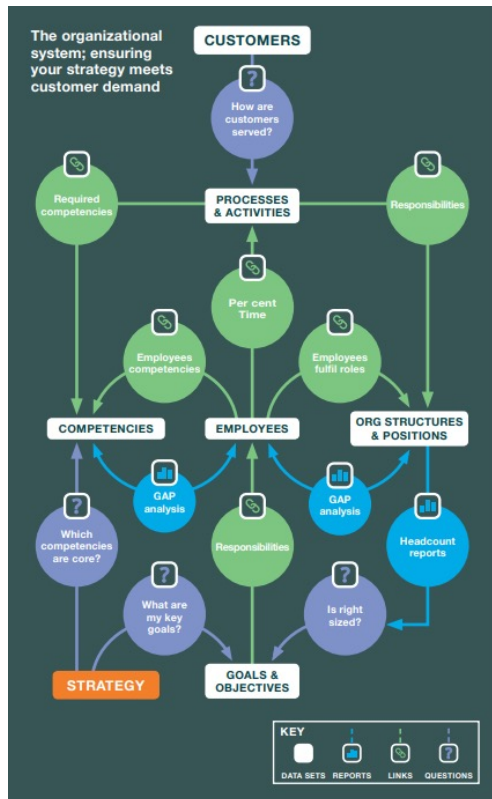 The organizational
system; ensuring
your strategy meets
customer demand
CUSTOMERS
?
How are
customers
served?
Required
competencies
PROCESSES
& ACTIVITIES
Responsibilities
Per cent
Time
Employees
competencies
Employees
fulfil roles
COMPETENCIES
EMPLOYEES
ORG STRUCTURES
& POSITIONS
GAP
analysis
GAP
analysis
?
Which
competencies
are core?
Responsibilities
Headcount
reports
?
What are
my key
goals?
?
Is right
sized?
STRATEGY
GOALS &
OBJECTIVES
KEY
?
DATA SETS
REPORTS
LINKS
QUESTIONS